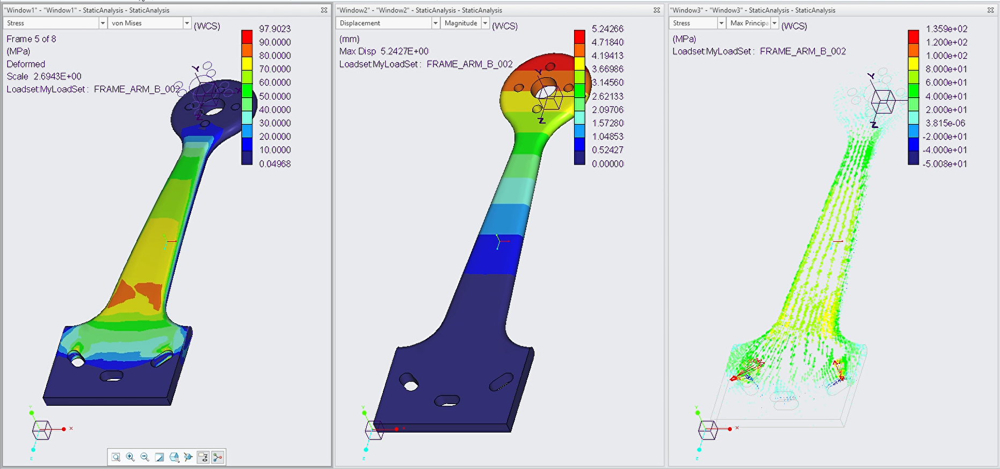 "Window1" - "Window1" - StaticAnalysis - StaticAnalysis
Stress
von Mises
(WCS)
Frame 5 of 8
(MPa)
Deformed
Scale 2.6943E+00
Loadset:MyLoadSet : FRAME_ARM_B_002
97.9023
90.0000
80.0000
70.0000
60.0000
50.0000
40.0000
30.0000
20.0000
10.0000
0.04968
Y
X
Z
Y
X
Z
"Window2" - "Window2" - StaticAnalysis - StaticAnalysis
Displacement
Magnitude
(WCS)
(mm)
Max Disp 5.2427E+00
Loadset:MyLoadSet : FRAME_ARM_B_002
5.24266
4.71840
4.19413
3.66986
3.14560
2.62133
2.09706
1.57280
1.04853
0.52427
0.00000
Y
Z
Y
X
Z
"Window3" - "Window3" - StaticAnalysis - StaticAnalysis
Stress
Max Principa
(WCS)
(MPa)
Loadset:MyLoadSet : FRAME_ARM_B_002
1.359e+02
1.200e+02
1.000e+02
8.000e+01
6.000e+01
4.000e+01
2.000e+01
3.815e-06
-2.000e+01
-4.000e+01
-5.008e+01
Y
Z
Y
X
Z